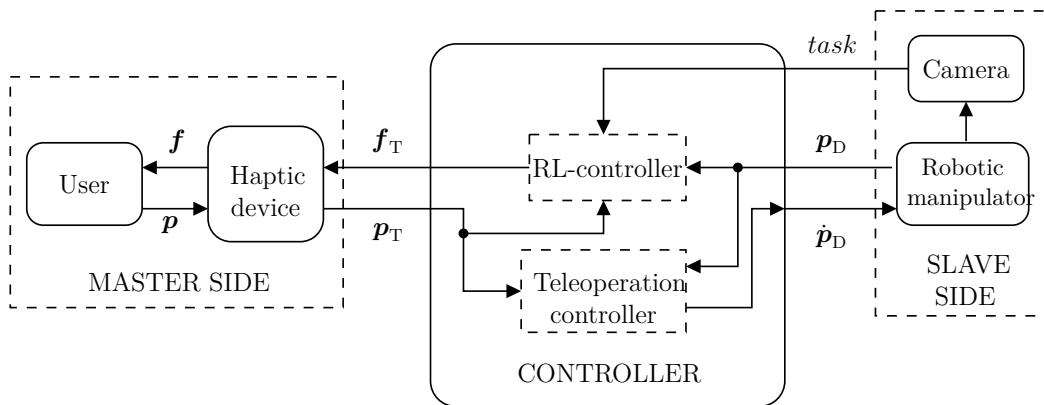 task
Camera
f
f_T
p_D
User
Haptic
device
RL-controller
Robotic
manipulator
p
p_T
ṗ_D
MASTER SIDE
Teleoperation
controller
SLAVE
SIDE
CONTROLLER